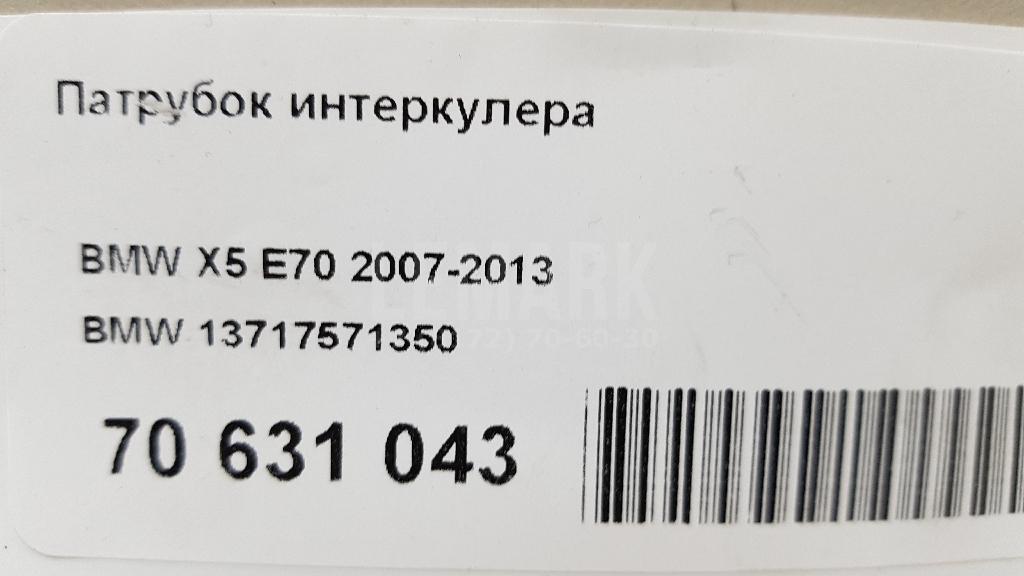 Патрубок интеркулера
BMW X5 E70 2007-2013
BMW 13717571350
70 631 043